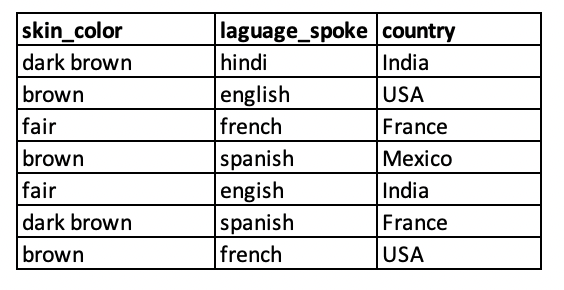 skin_color laguage_spoke country
dark brown hindi India
brown english USA
fair french France
brown spanish Mexico
fair engish India
dark brown spanish France
brown french USA